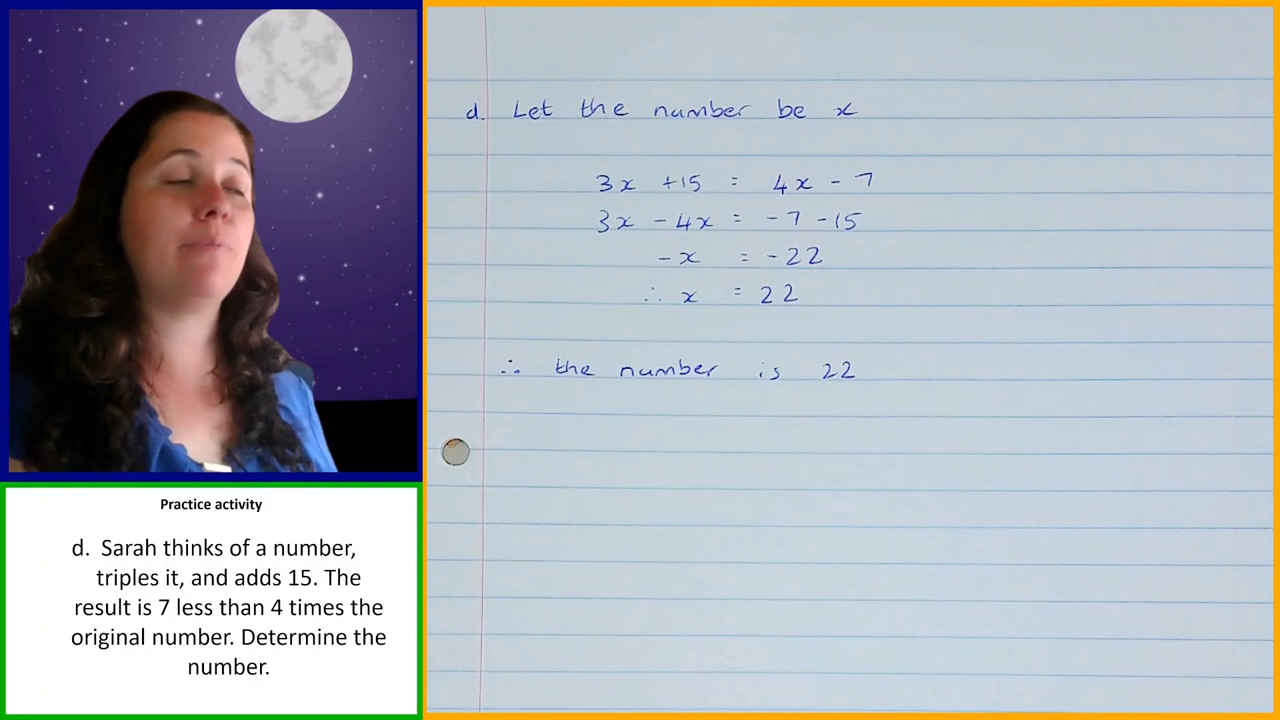 d. Let the number be x
3x +15 = 4x - 7
3x - 4x = -7 -15
-x = -22
∴ x = 22
∴ the number is 22
Practice activity
d. Sarah thinks of a number,
triples it, and adds 15. The
result is 7 less than 4 times the
original number. Determine the
number.